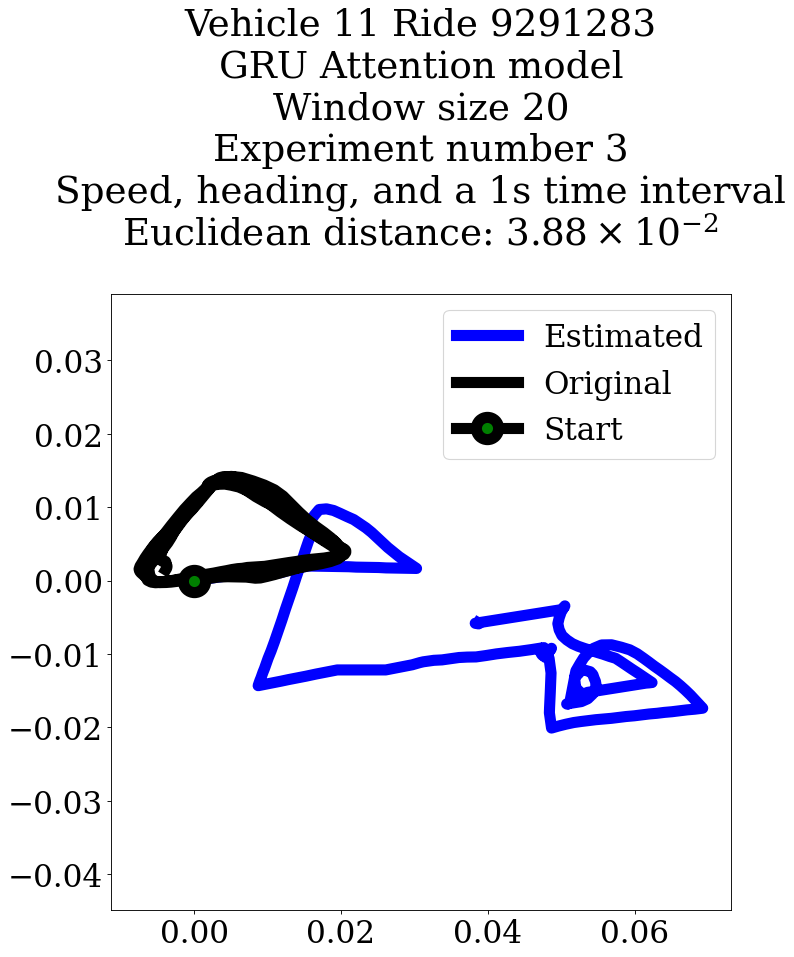 Vehicle 11 Ride 9291283
GRU Attention model
Window size 20
Experiment number 3
Speed, heading, and a 1s time interval
Euclidean distance: 3.88 × 10⁻²
Estimated
Original
Start
0.03
0.02
0.01
0.00
−0.01
−0.02
−0.03
−0.04
0.00 0.02 0.04 0.06